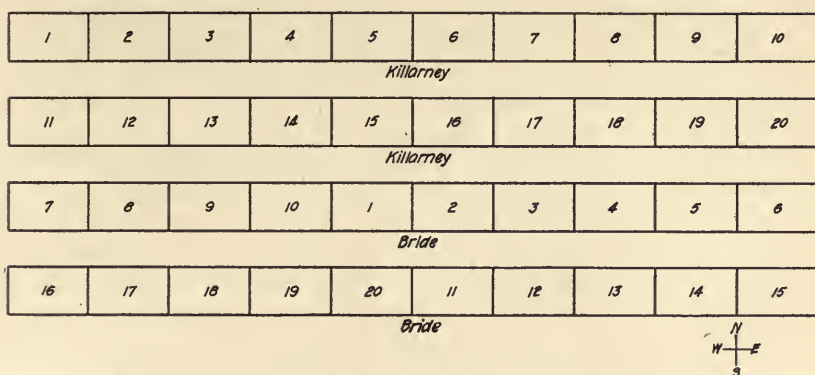 1 2 3 4 5 6 7 8 9 10
Killarney
11 12 13 14 15 16 17 18 19 20
Killarney
7 8 9 10 1 2 3 4 5 6
Bride
16 17 18 19 20 11 12 13 14 15
Bride
N
W E
S